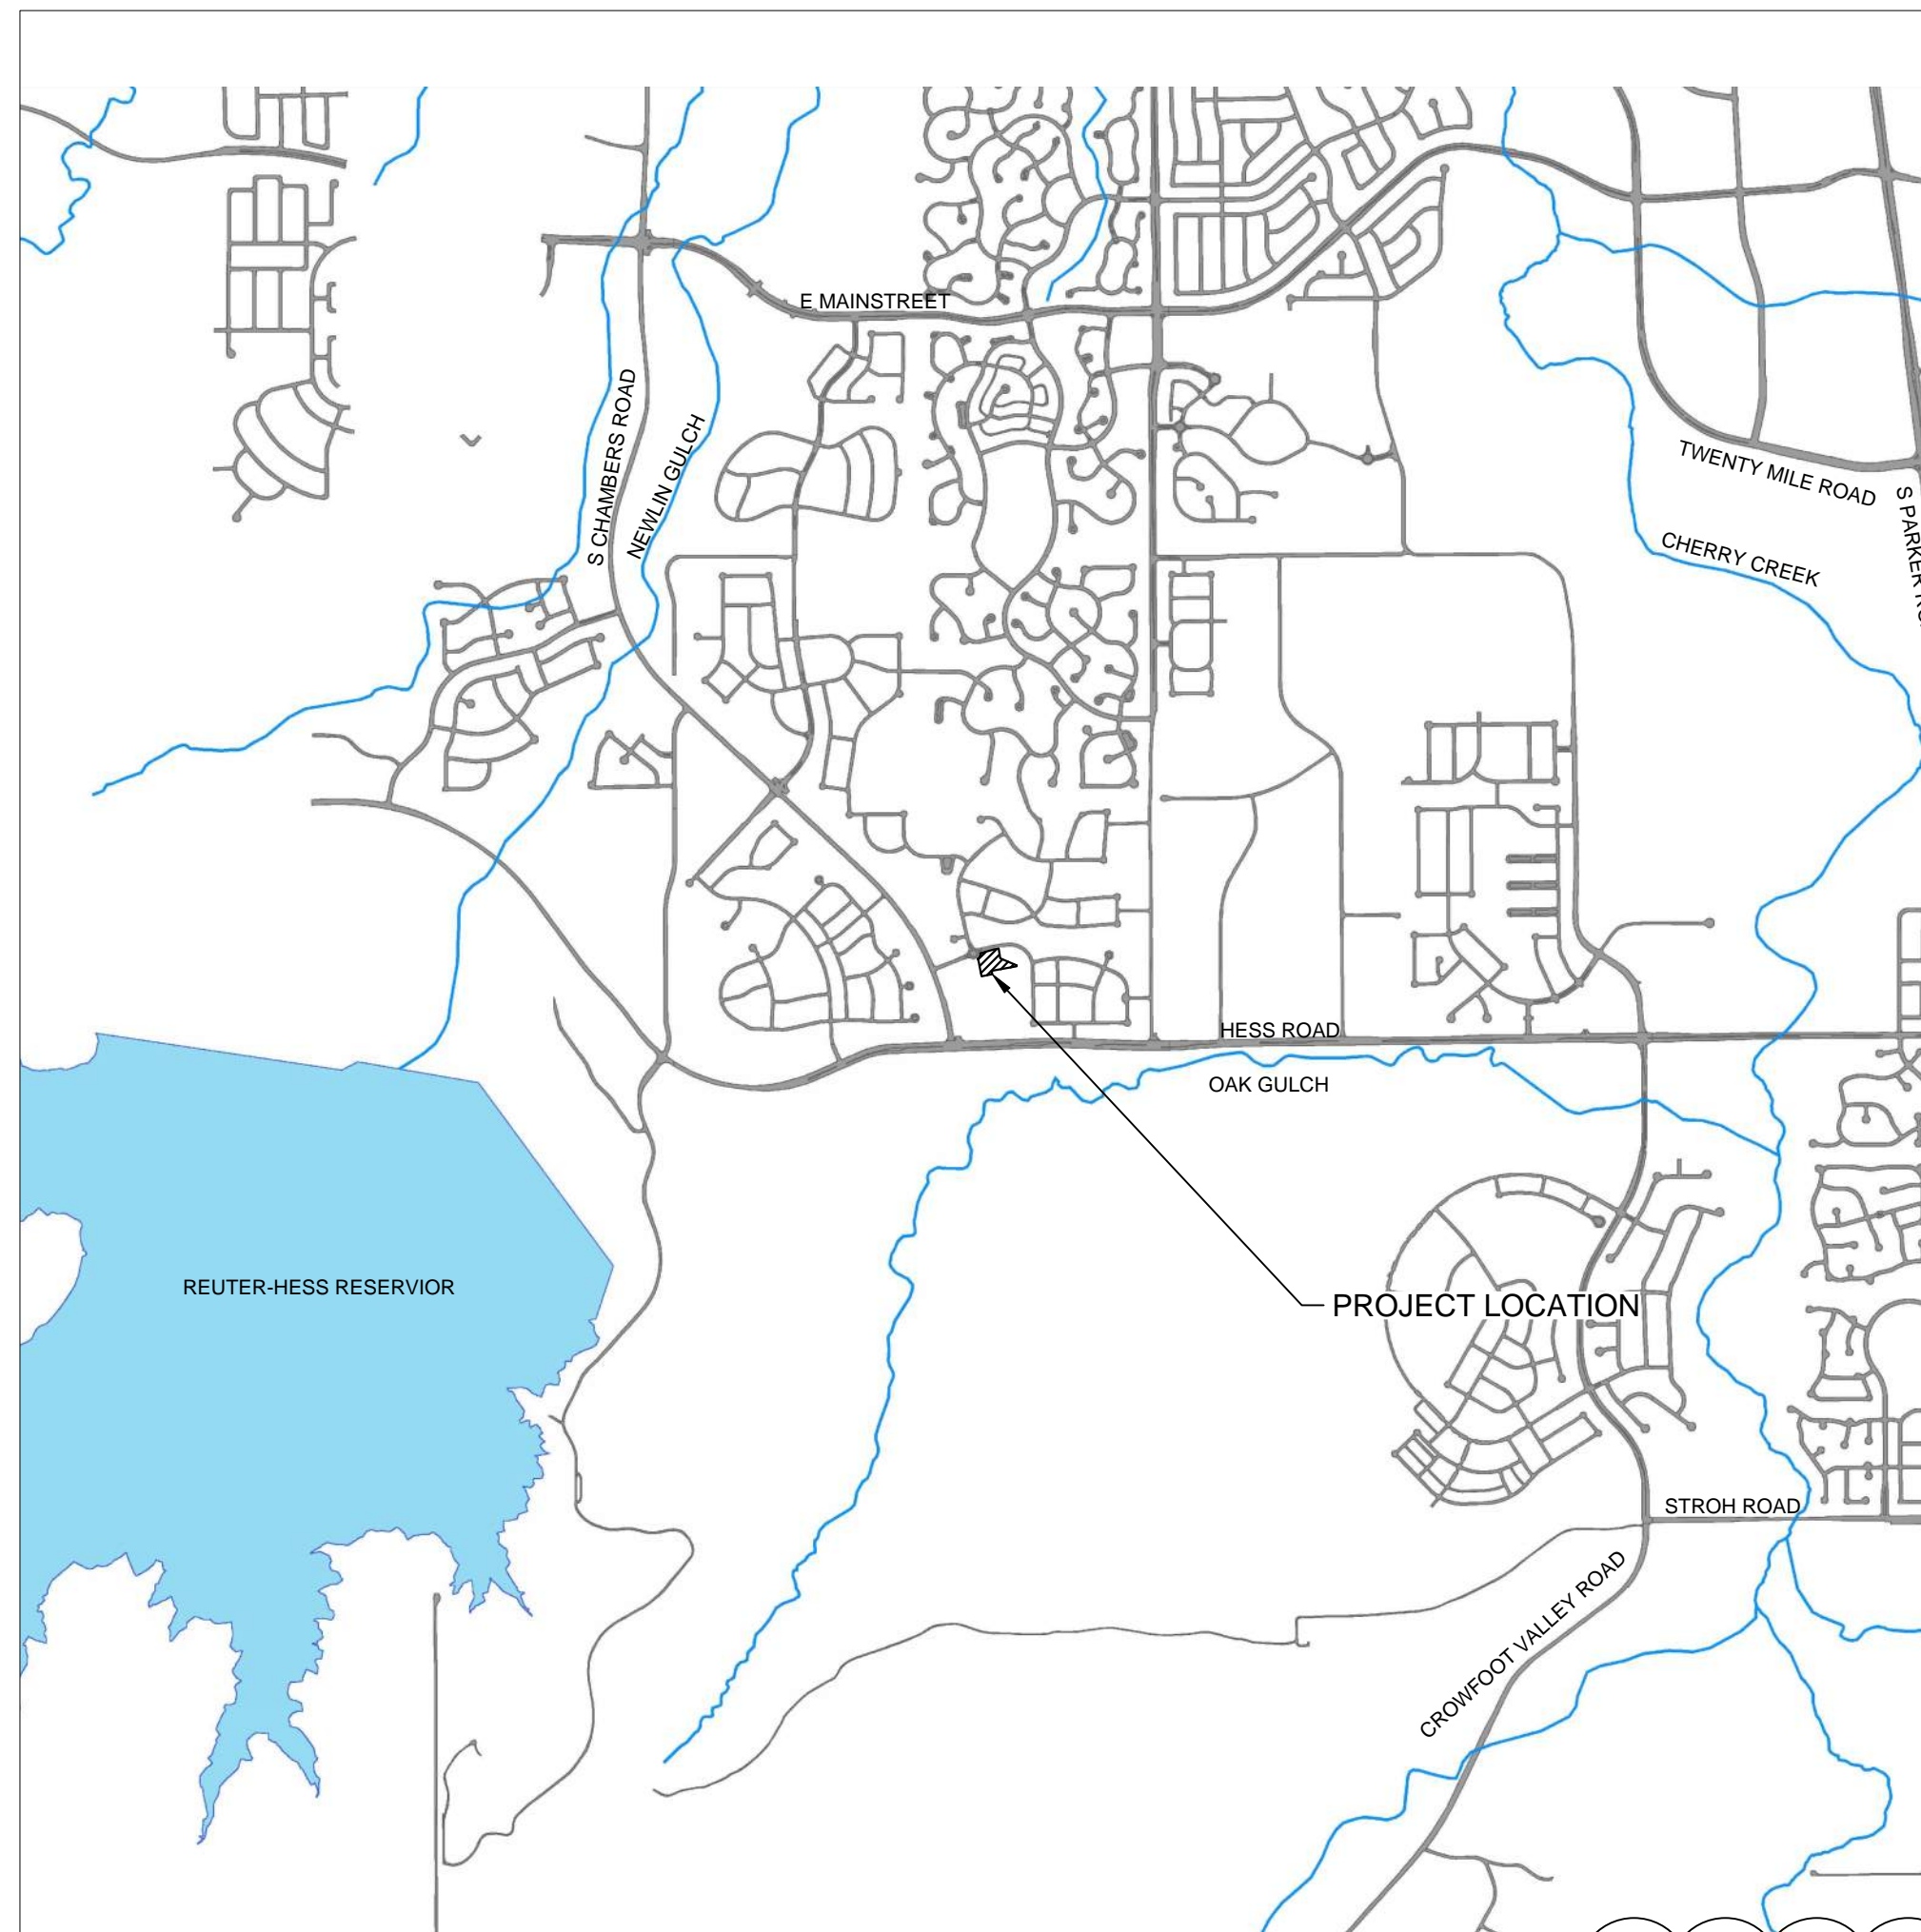 E MAINSTREET
S CHAMBERS ROAD
NEWLIN GULCH
TWENTY MILE ROAD
S PARKER
CHERRY CREEK
HESS ROAD
OAK GULCH
REUTER-HESS RESERVIOR
PROJECT LOCATION
STROH ROAD
CROWFOOT VALLEY ROAD